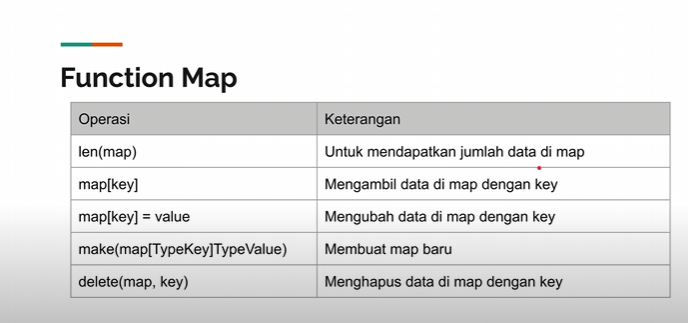 Function Map
Operasi Keterangan
len(map) Untuk mendapatkan jumlah data di map
map[key] Mengambil data di map dengan key
map[key] = value Mengubah data di map dengan key
make(map[TypeKey]TypeValue) Membuat map baru
delete(map, key) Menghapus data di map dengan key